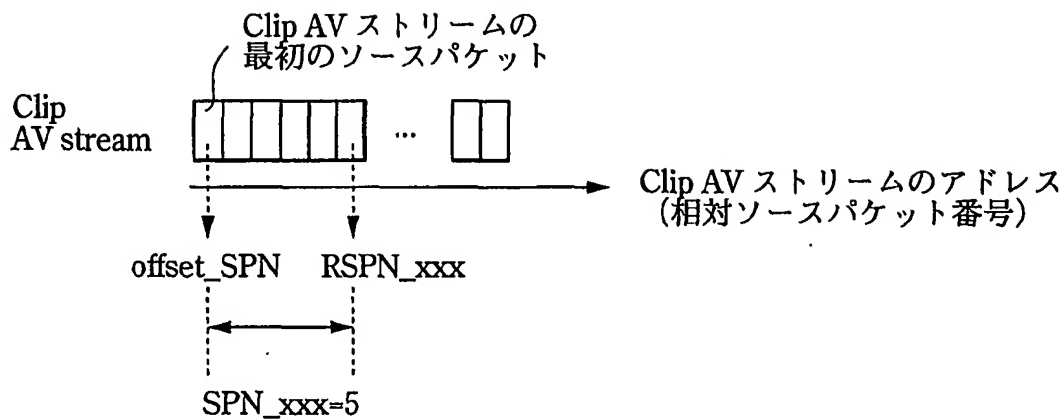 Clip AV ストリームの
最初のソースパケット
Clip
AV stream
...
Clip AV ストリームのアドレス
（相対ソースパケット番号）
offset_SPN RSPN_xxx
SPN_xxx=5